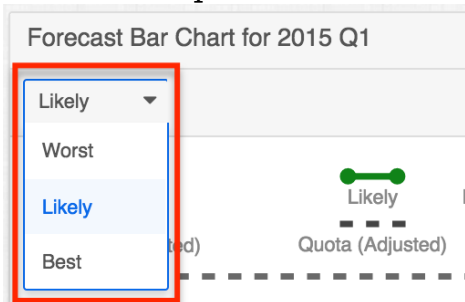 Forecast Bar Chart for 2015 Q1
Likely
Worst
Likely
Best
Likely
Quota (Adjusted)